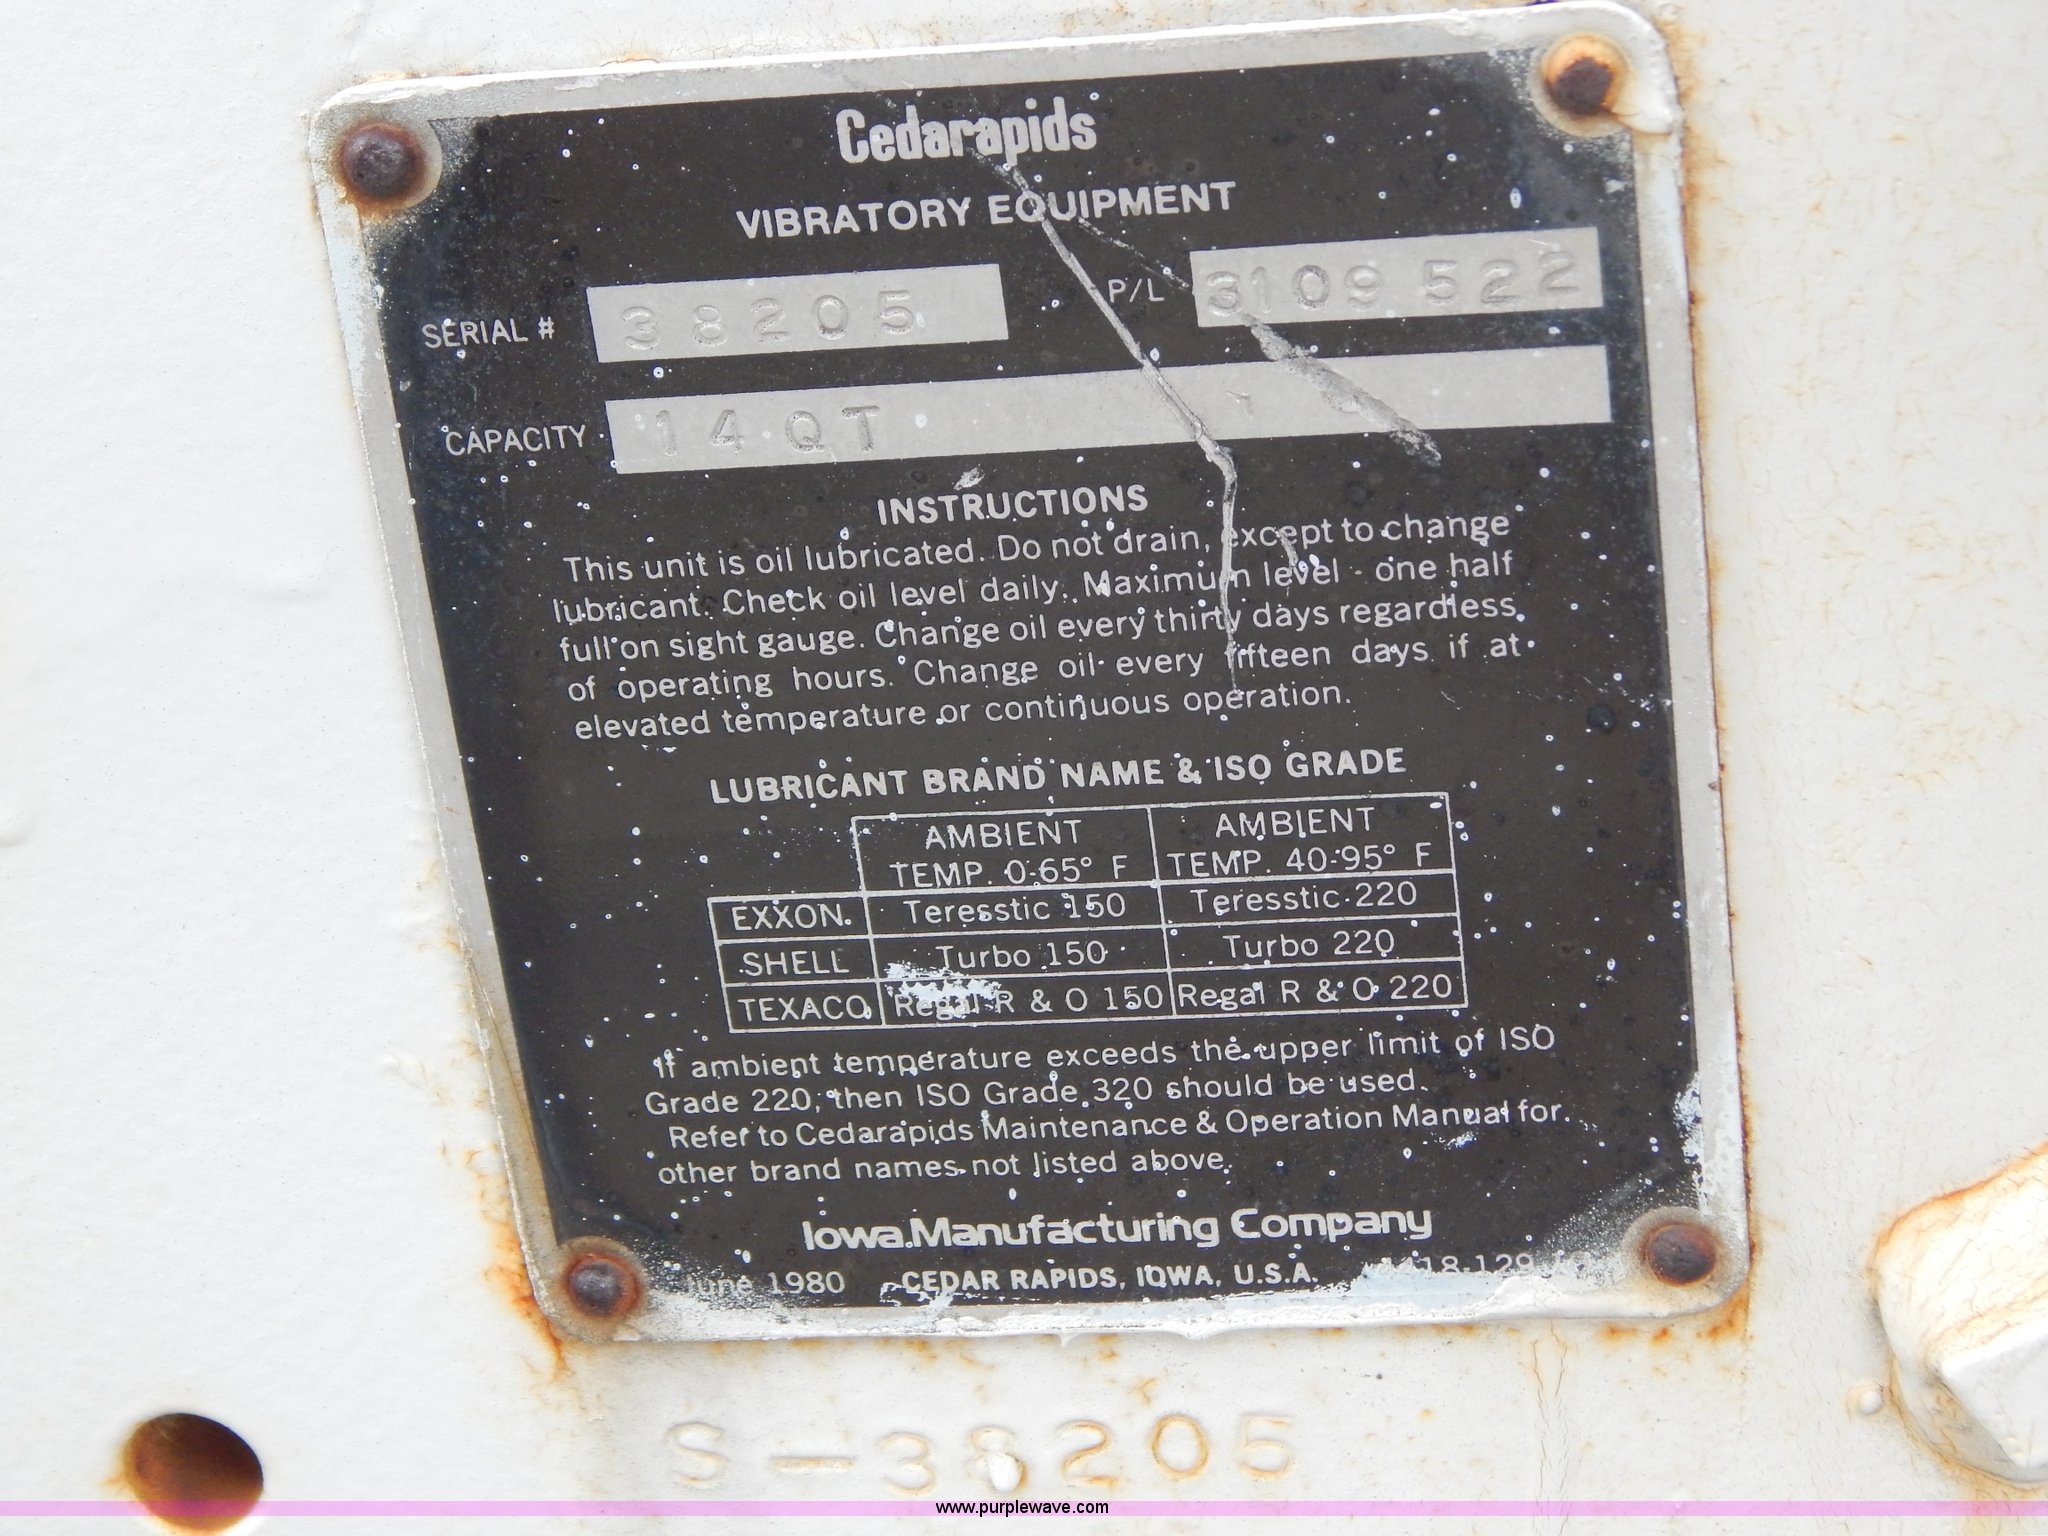 Cedarapids
VIBRATORY EQUIPMENT
SERIAL # 38205 P/L 3109 522
CAPACITY 14 QT
INSTRUCTIONS
This unit is oil lubricated. Do not drain, except to change
lubricant. Check oil level daily. Maximum level - one half
full on sight gauge. Change oil every thirty days regardless
of operating hours. Change oil every fifteen days if at
elevated temperature or continuous operation.
LUBRICANT BRAND NAME & ISO GRADE
AMBIENT AMBIENT
TEMP. 0-65° F TEMP. 40-95° F
EXXON Teresstic 150 Teresstic 220
SHELL Turbo 150 Turbo 220
TEXACO Regal R & O 150 Regal R & O 220
If ambient temperature exceeds the upper limit of ISO
Grade 220, then ISO Grade 320 should be used.
Refer to Cedarapids Maintenance & Operation Manual for
other brand names not listed above.
Iowa Manufacturing Company
June 1980 CEDAR RAPIDS, IOWA, U.S.A.
S-38205
www.purplewave.com